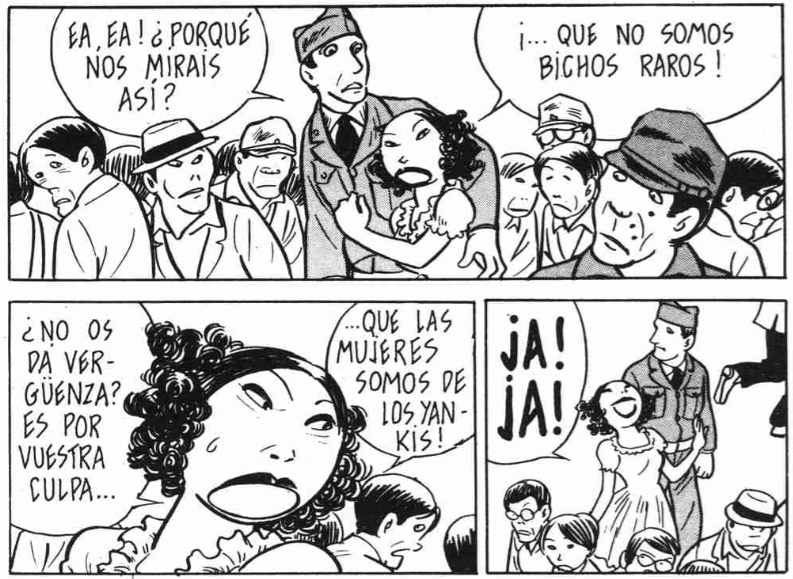 EA, EA! ¿PORQUÉ
NOS MIRAIS
ASÍ?
¡... QUE NO SOMOS
BICHOS RAROS!
¿NO OS
DA VER-
GÜENZA?
ES POR
VUESTRA
CULPA...
...QUE LAS
MUJERES
SOMOS DE
LOS YAN-
KIS!
¡JA!
¡JA!